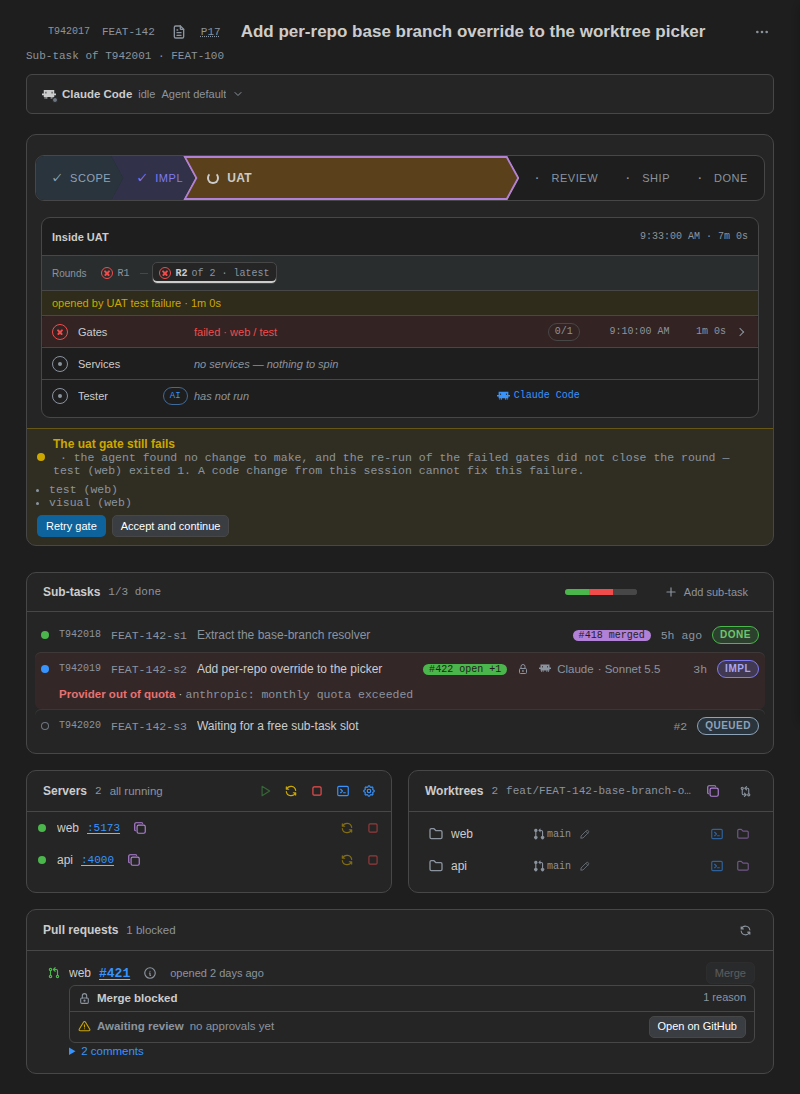 T942017 FEAT-142 P17 Add per-repo base branch override to the worktree picker
Sub-task of T942001 · FEAT-100
Claude Code idle Agent default
SCOPE IMPL UAT REVIEW SHIP DONE
Inside UAT 9:33:00 AM · 7m 0s
Rounds R1 — R2 of 2 · latest
opened by UAT test failure · 1m 0s
Gates failed · web / test 0/1 9:10:00 AM 1m 0s
Services no services — nothing to spin
Tester AI has not run Claude Code
The uat gate still fails
· the agent found no change to make, and the re-run of the failed gates did not close the round —
test (web) exited 1. A code change from this session cannot fix this failure.
• test (web)
• visual (web)
Retry gate Accept and continue
Sub-tasks 1/3 done Add sub-task
T942018 FEAT-142-s1 Extract the base-branch resolver #418 merged 5h ago DONE
T942019 FEAT-142-s2 Add per-repo override to the picker #422 open +1 Claude · Sonnet 5.5 3h IMPL
Provider out of quota · anthropic: monthly quota exceeded
T942020 FEAT-142-s3 Waiting for a free sub-task slot #2 QUEUED
Servers 2 all running
web :5173
api :4000
Worktrees 2 feat/FEAT-142-base-branch-o…
web main
api main
Pull requests 1 blocked
web #421 opened 2 days ago Merge
Merge blocked 1 reason
Awaiting review no approvals yet Open on GitHub
2 comments